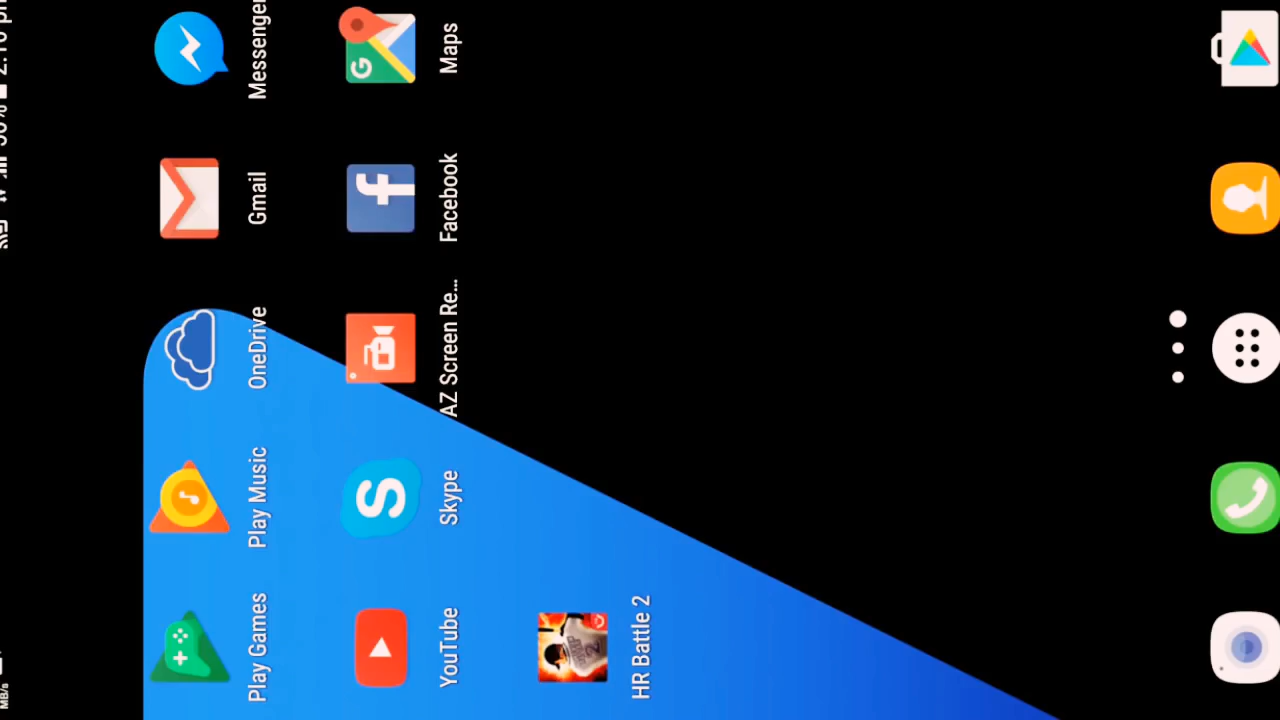 Play Games
Play Music
OneDrive
Gmail
Messenger
YouTube
Skype
AZ Screen Re...
Facebook
Maps
HR Battle 2